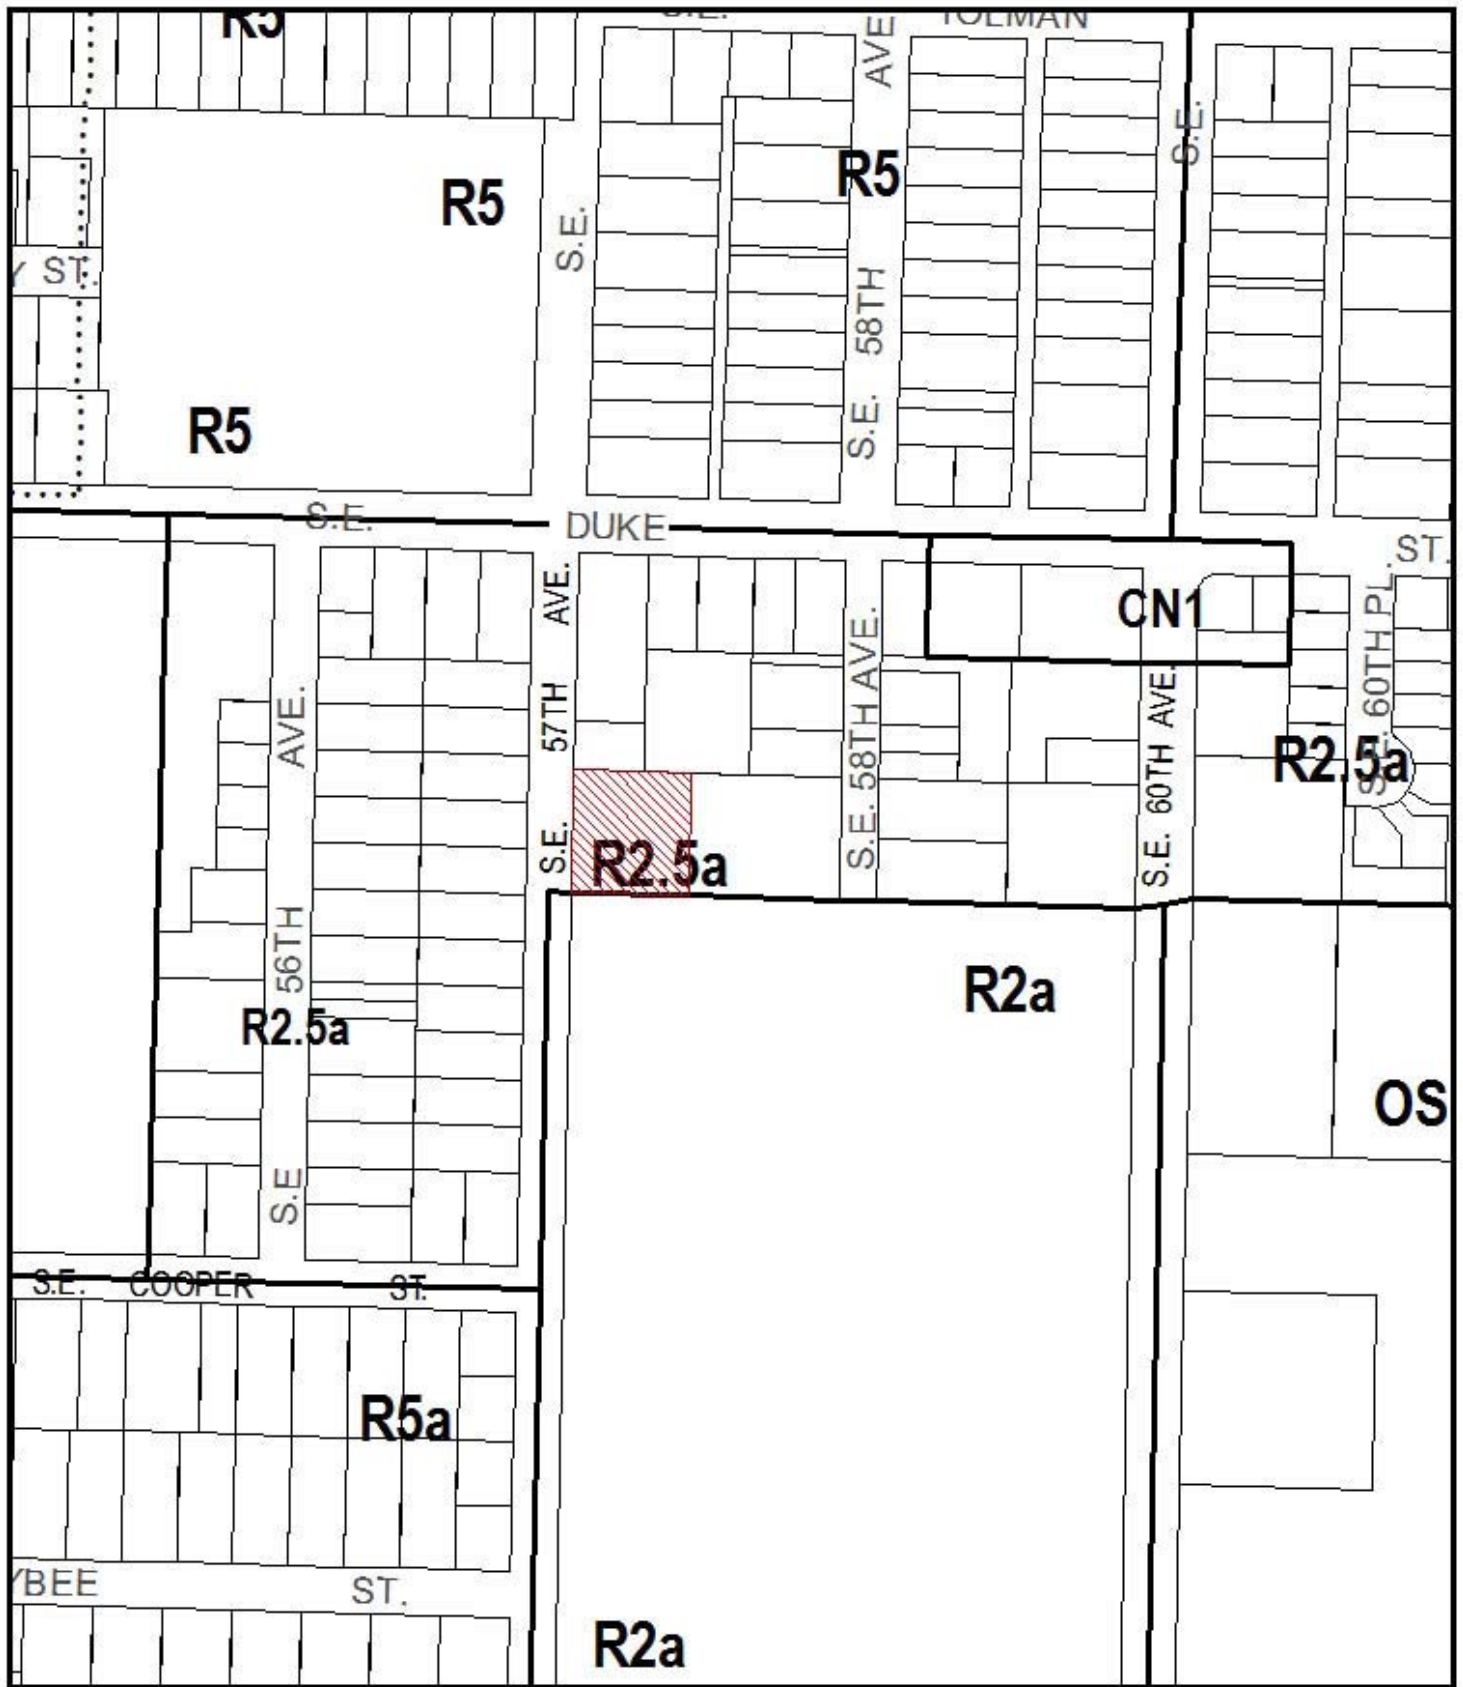 R5
S.E.
TOLMAN
AVE
S.E.
R5
R5
S.E.
ST.
58TH
S.E.
R5
S.E.
DUKE
ST.
AVE.
CN1
S.E. 60TH PL.
57TH
AVE.
S.E. 58TH AVE.
S.E. 60TH AVE.
R2.5a
S.E.
R2.5a
56TH
R2a
R2.5a
OS
S.E
S.E.
COOPER
ST.
R5a
YBEE
ST.
R2a